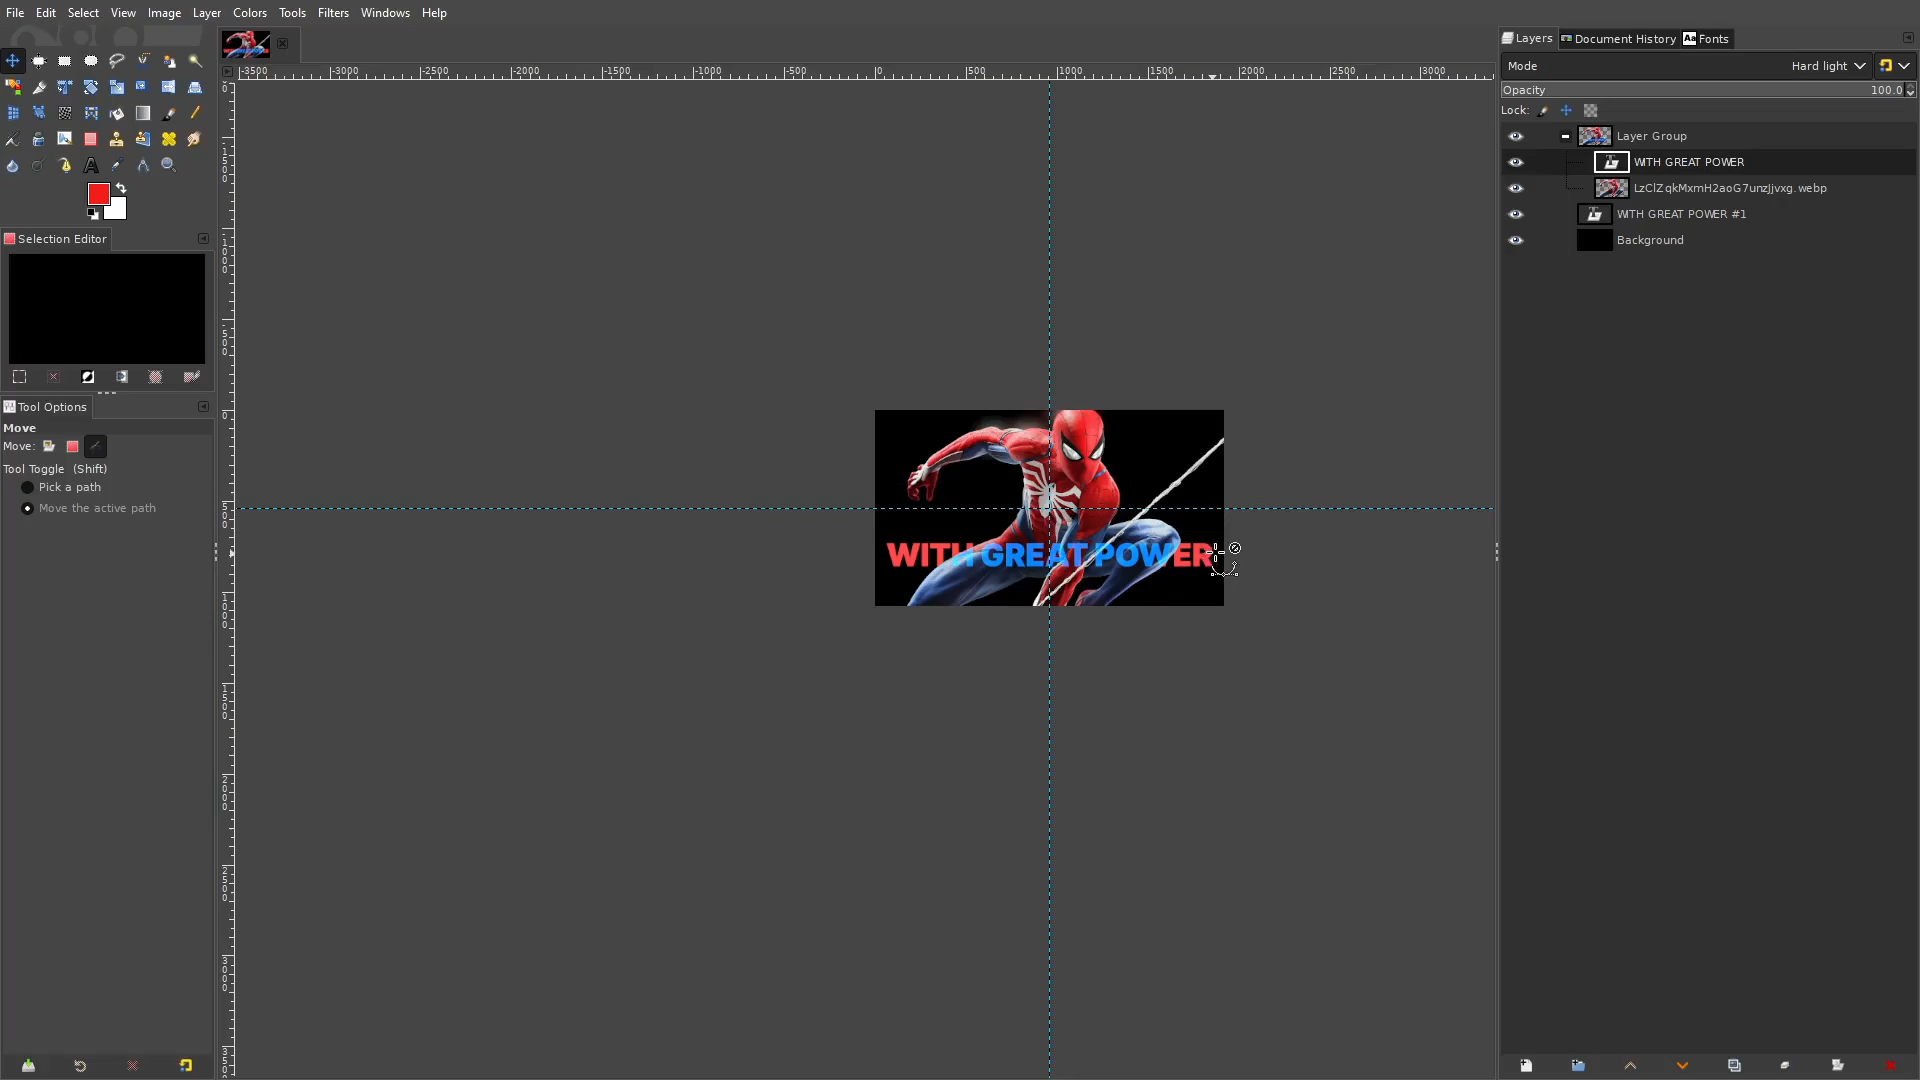 File Edit Select View Image Layer Colors Tools Filters Windows Help
-3500 -3000 -2500 -2000 -1500 -1000 -500 0 500 1000 1500 2000 2500 3000
Selection Editor
Tool Options
Move
Move:
Tool Toggle (Shift)
Pick a path
Move the active path
WITH GREAT POWER
Layers Document History Aa Fonts
Mode Hard light
Opacity 100.0
Lock:
Layer Group
WITH GREAT POWER
LzClZqkMxmH2aoG7unzJjvxg.webp
WITH GREAT POWER #1
Background